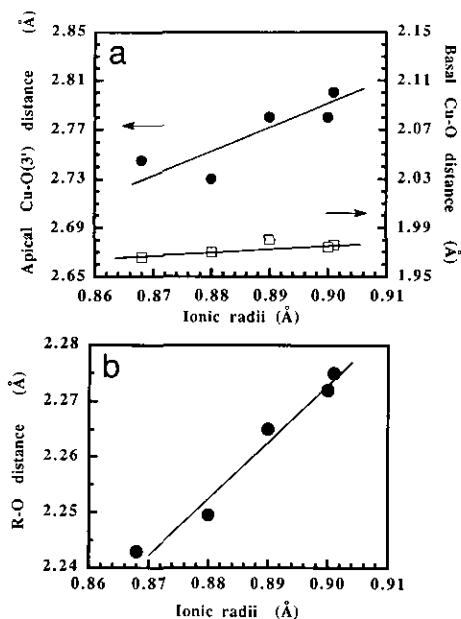 a
Apical Cu-O(3') distance (Å)
2.85
2.81
2.77
2.73
2.69
2.65
2.15
2.11
2.07
2.03
1.99
1.95
Basal Cu-O distance (Å)
0.86 0.87 0.88 0.89 0.90 0.91
Ionic radii (Å)
b
R-O distance (Å)
2.28
2.27
2.26
2.25
2.24
0.86 0.87 0.88 0.89 0.90 0.91
Ionic radii (Å)